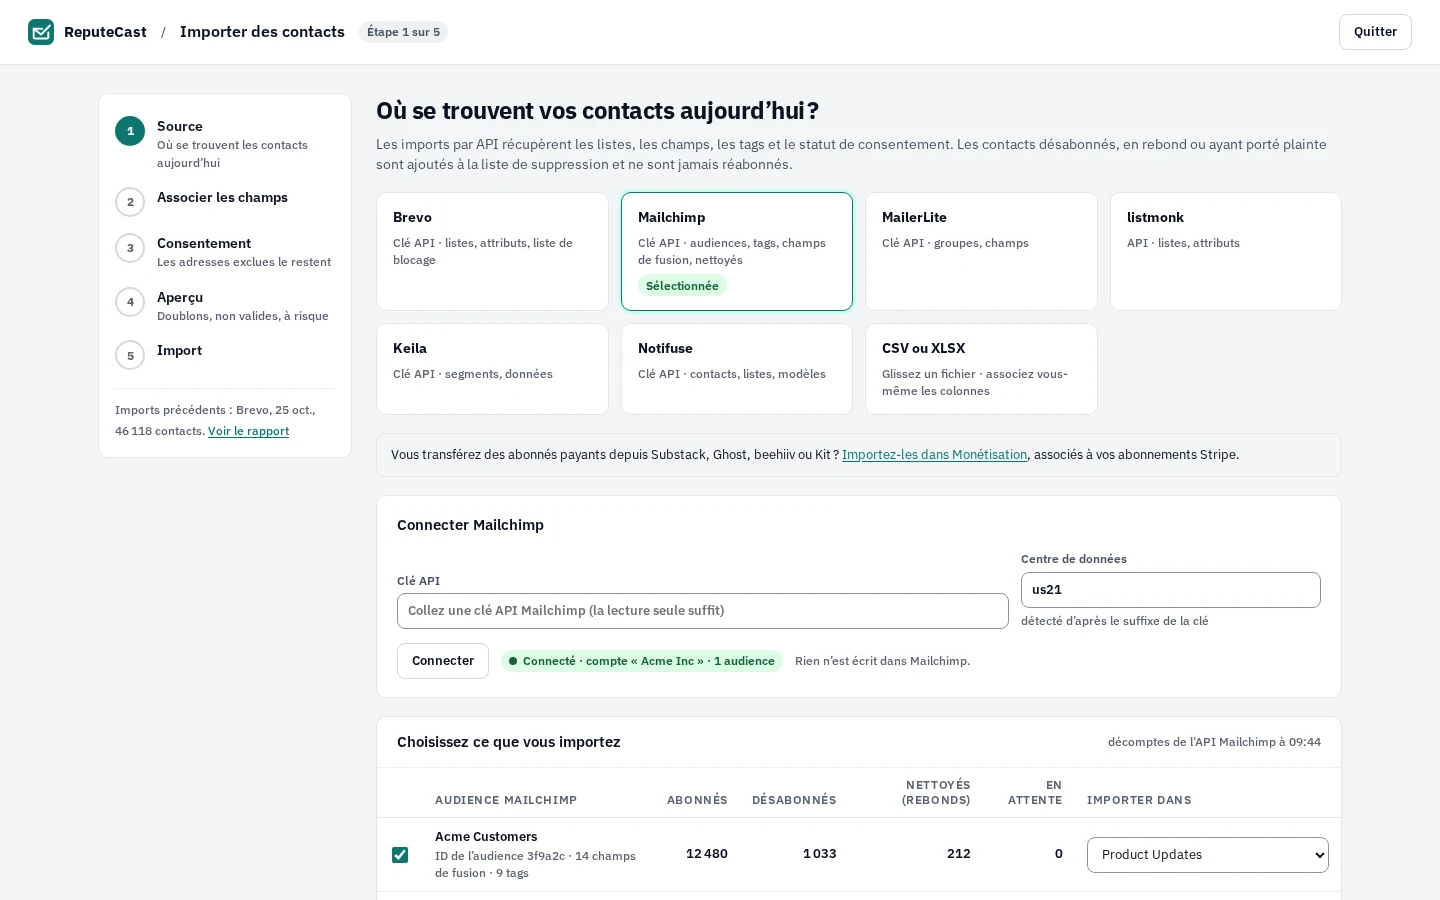 ReputeCast / Importer des contacts Étape 1 sur 5
Quitter
1 Source
Où se trouvent les contacts
aujourd’hui
2 Associer les champs
3 Consentement
Les adresses exclues le restent
4 Aperçu
Doublons, non valides, à risque
5 Import
Imports précédents : Brevo, 25 oct.,
46 118 contacts. Voir le rapport
Où se trouvent vos contacts aujourd’hui ?
Les imports par API récupèrent les listes, les champs, les tags et le statut de consentement. Les contacts désabonnés, en rebond ou ayant porté plainte
sont ajoutés à la liste de suppression et ne sont jamais réabonnés.
Brevo
Clé API · listes, attributs, liste de
blocage
Mailchimp
Clé API · audiences, tags, champs
de fusion, nettoyés
Sélectionnée
MailerLite
Clé API · groupes, champs
listmonk
API · listes, attributs
Keila
Clé API · segments, données
Notifuse
Clé API · contacts, listes, modèles
CSV ou XLSX
Glissez un fichier · associez vous-
même les colonnes
Vous transférez des abonnés payants depuis Substack, Ghost, beehiiv ou Kit ? Importez-les dans Monétisation, associés à vos abonnements Stripe.
Connecter Mailchimp
Clé API
Collez une clé API Mailchimp (la lecture seule suffit)
Centre de données
us21
détecté d’après le suffixe de la clé
Connecter
Connecté · compte « Acme Inc » · 1 audience
Rien n’est écrit dans Mailchimp.
Choisissez ce que vous importez
décomptes de l’API Mailchimp à 09:44
AUDIENCE MAILCHIMP
ABONNÉS
DÉSABONNÉS
NETTOYÉS
(REBONDS)
EN
ATTENTE
IMPORTER DANS
Acme Customers
ID de l’audience 3f9a2c · 14 champs
de fusion · 9 tags
12 480
1 033
212
0
Product Updates